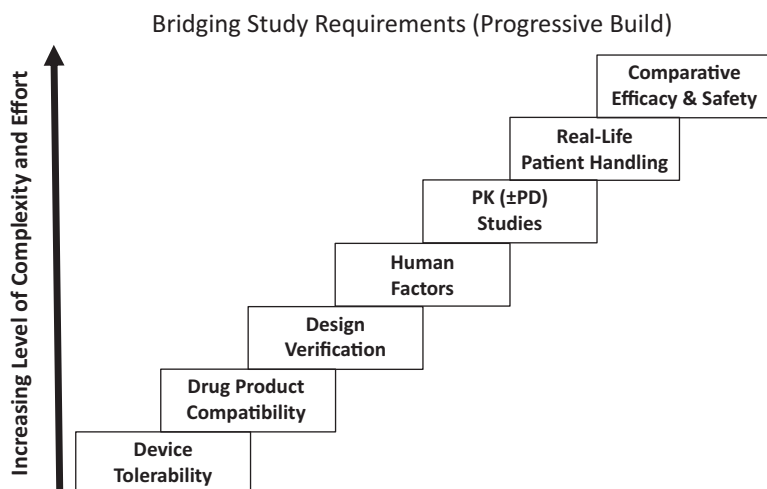 Bridging Study Requirements (Progressive Build)
Increasing Level of Complexity and Effort
Comparative
Efficacy & Safety
Real-Life
Patient Handling
PK (±PD)
Studies
Human
Factors
Design
Verification
Drug Product
Compatibility
Device
Tolerability